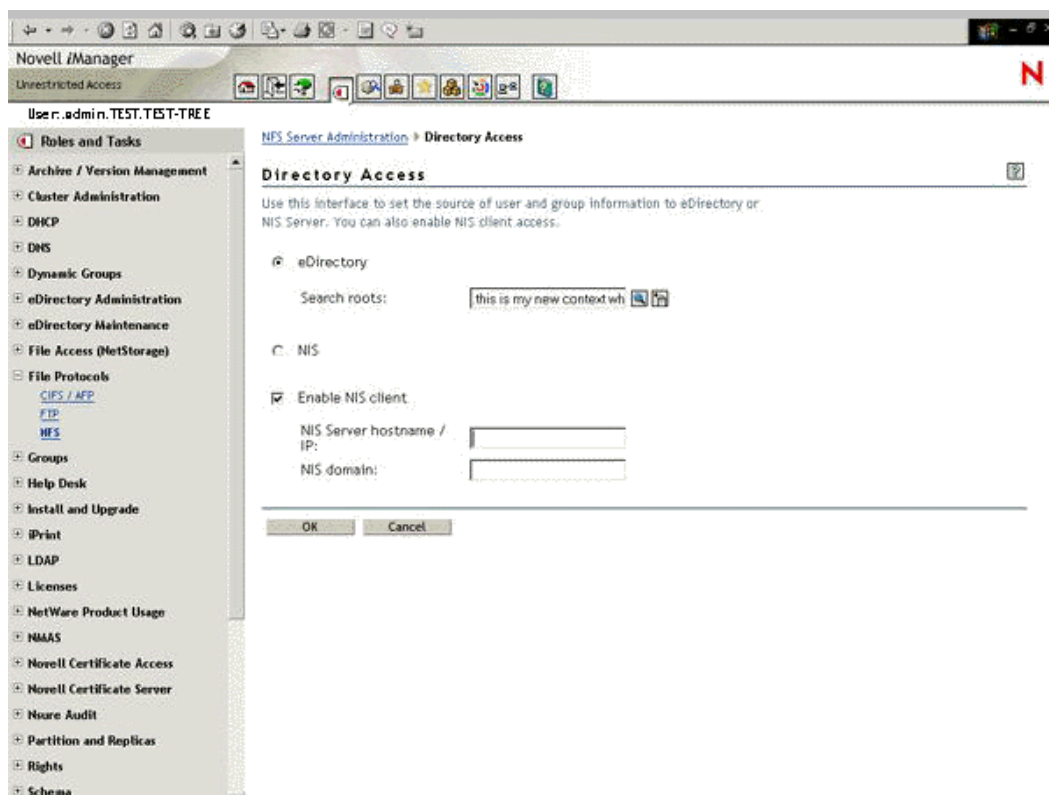 Novell iManager
Unrestricted Access
User: admin.TEST.TEST-TREE
N
Roles and Tasks
Archive / Version Management
Cluster Administration
DHCP
DNS
Dynamic Groups
eDirectory Administration
eDirectory Maintenance
File Access (NetStorage)
File Protocols
CIFS / AFP
FTP
NFS
Groups
Help Desk
Install and Upgrade
iPrint
LDAP
Licenses
NetWare Product Usage
NMAS
Novell Certificate Access
Novell Certificate Server
Nsure Audit
Partition and Replicas
Rights
Schema
NFS Server Administration Directory Access
Directory Access
?
Use this interface to set the source of user and group information to eDirectory or
NIS Server. You can also enable NIS client access.
eDirectory
Search roots: this is my new context wh
NIS
Enable NIS client
NIS Server hostname /
IP:
NIS domain:
OK Cancel